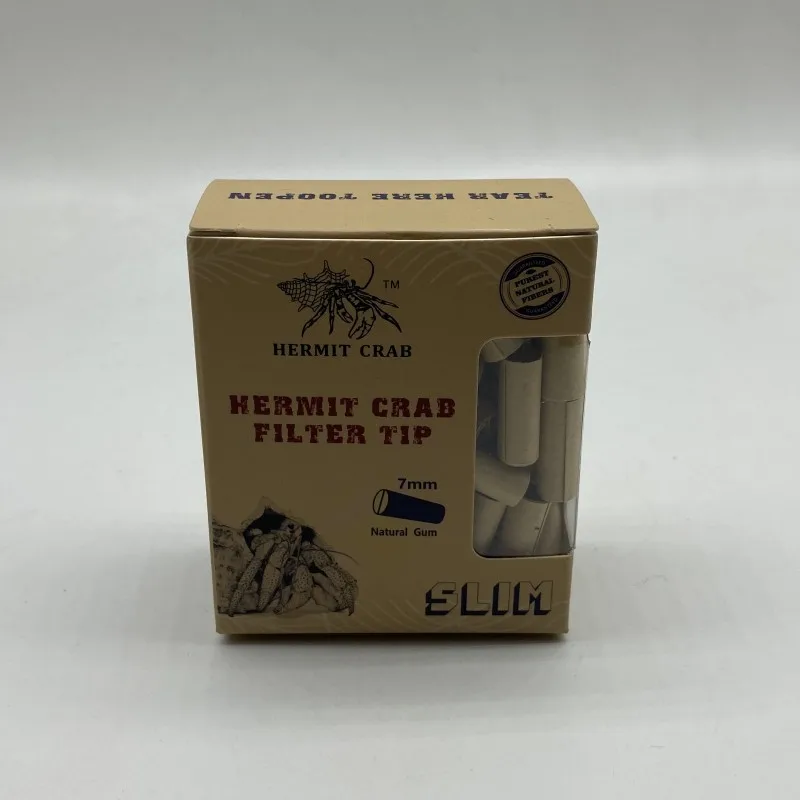 TEAR HERE TOOPEN
TM
HERMIT CRAB
PUREST
NATURAL
FIBERS
HERMIT CRAB
FILTER TIP
7mm
Natural Gum
SLIM